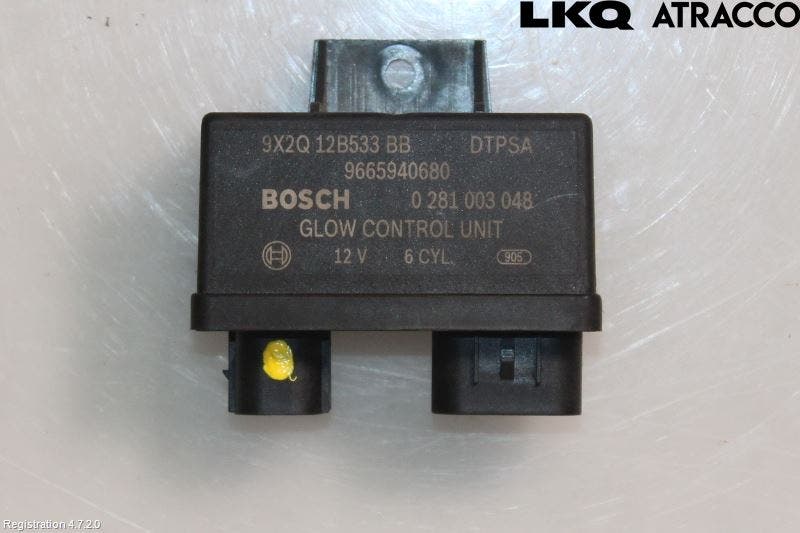 LKQ ATRACCO
9X2Q 12B533 BB DTPSA
9665940680
BOSCH 0 281 003 048
GLOW CONTROL UNIT
12 V 6 CYL. 905
Registration 4.7.2.0